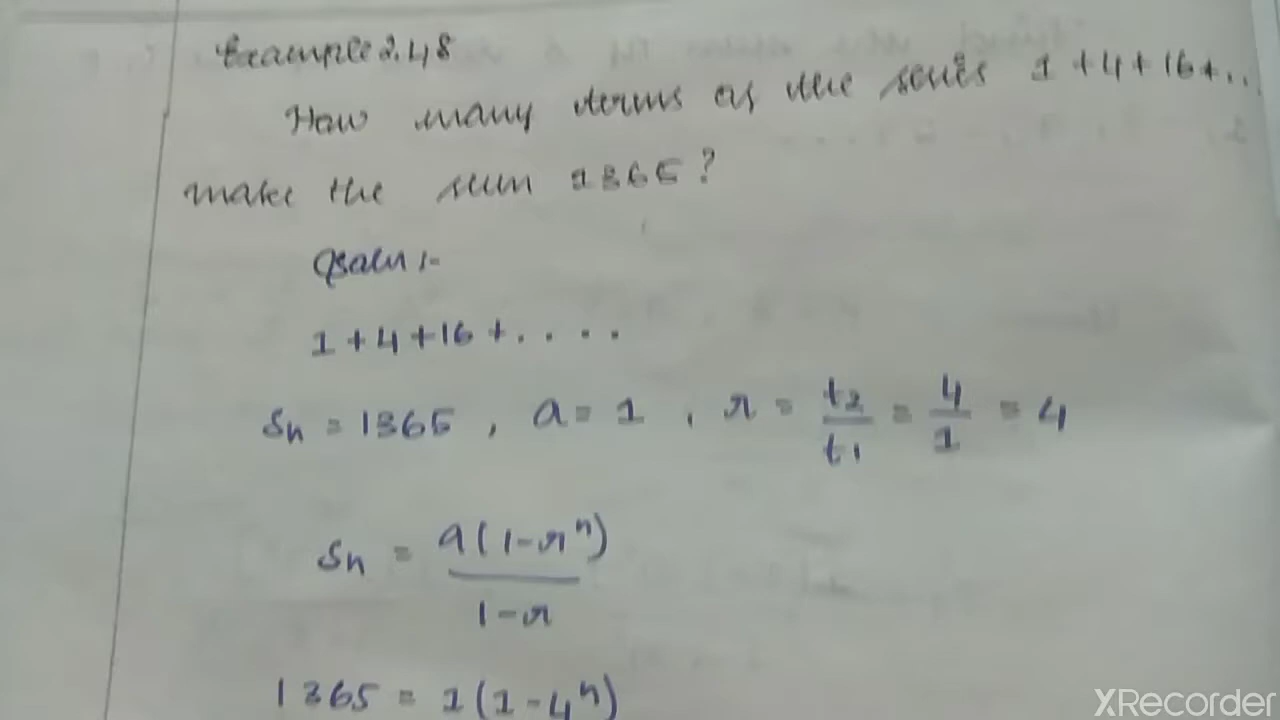 Example 2.48
How many terms of the series 1 + 4 + 16 + ..
make the sum 1365?
Soln :-
1 + 4 + 16 + . . . .
Sn = 1365 , a = 1 , r = t2/t1 = 4/1 = 4
Sn = a(1-r^n)/1-r
1365 = 1(1-4^n)
XRecorder